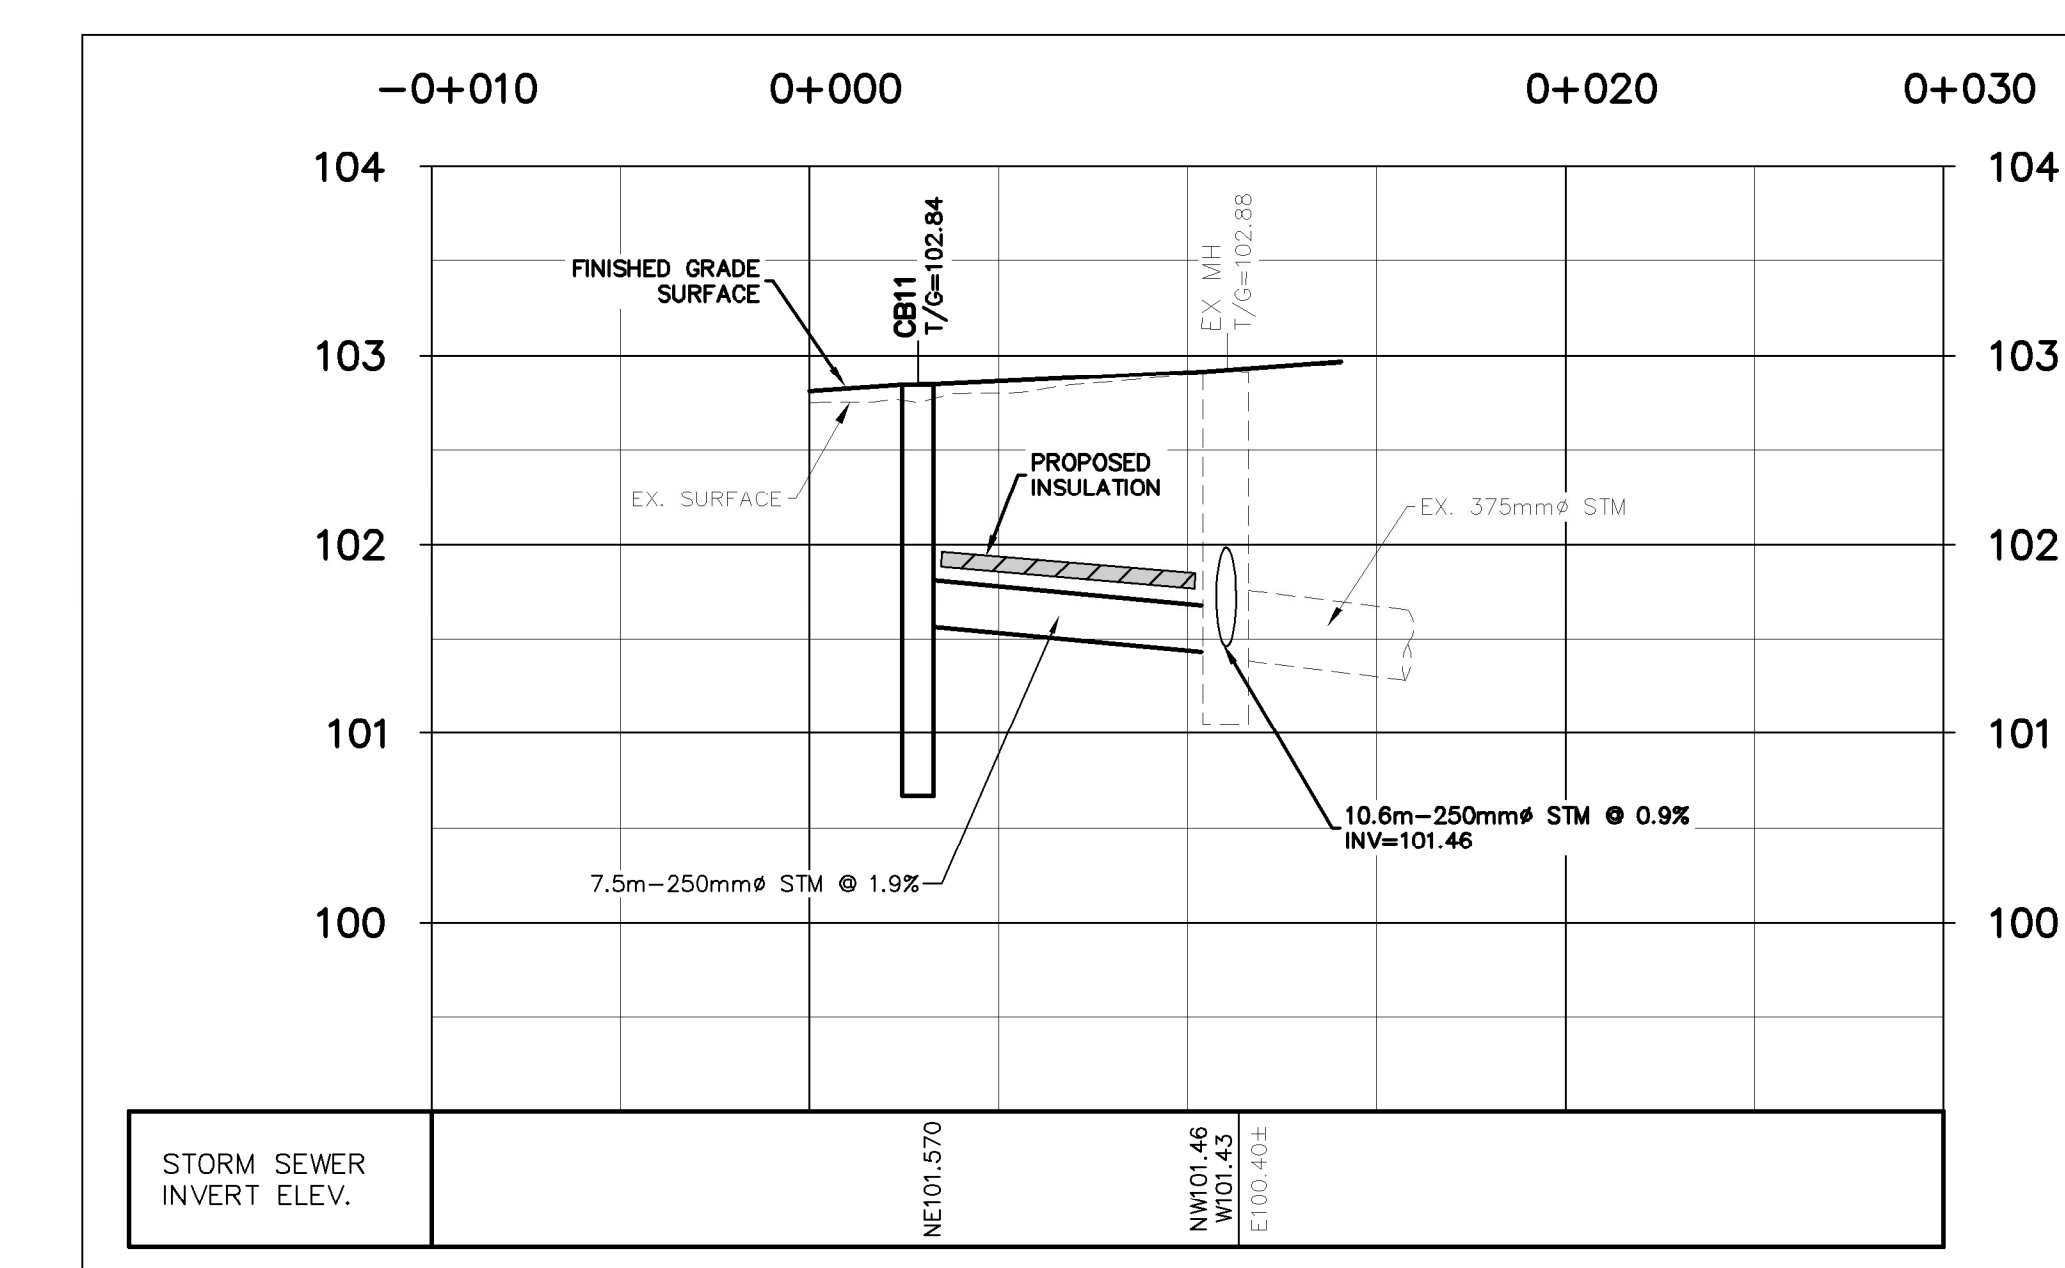 -0+010 0+000 0+020 0+030
104 104
CB11
T/G=102.84
EX MH
T/G=102.88
FINISHED GRADE
SURFACE
103 103
PROPOSED
INSULATION
EX. SURFACE
EX. 375mmø STM
102 102
101 101
10.6m-250mmø STM @ 0.9%
INV=101.46
7.5m-250mmø STM @ 1.9%
100 100
STORM SEWER
INVERT ELEV.
NE101.570
NW101.46
W101.43
E100.40±